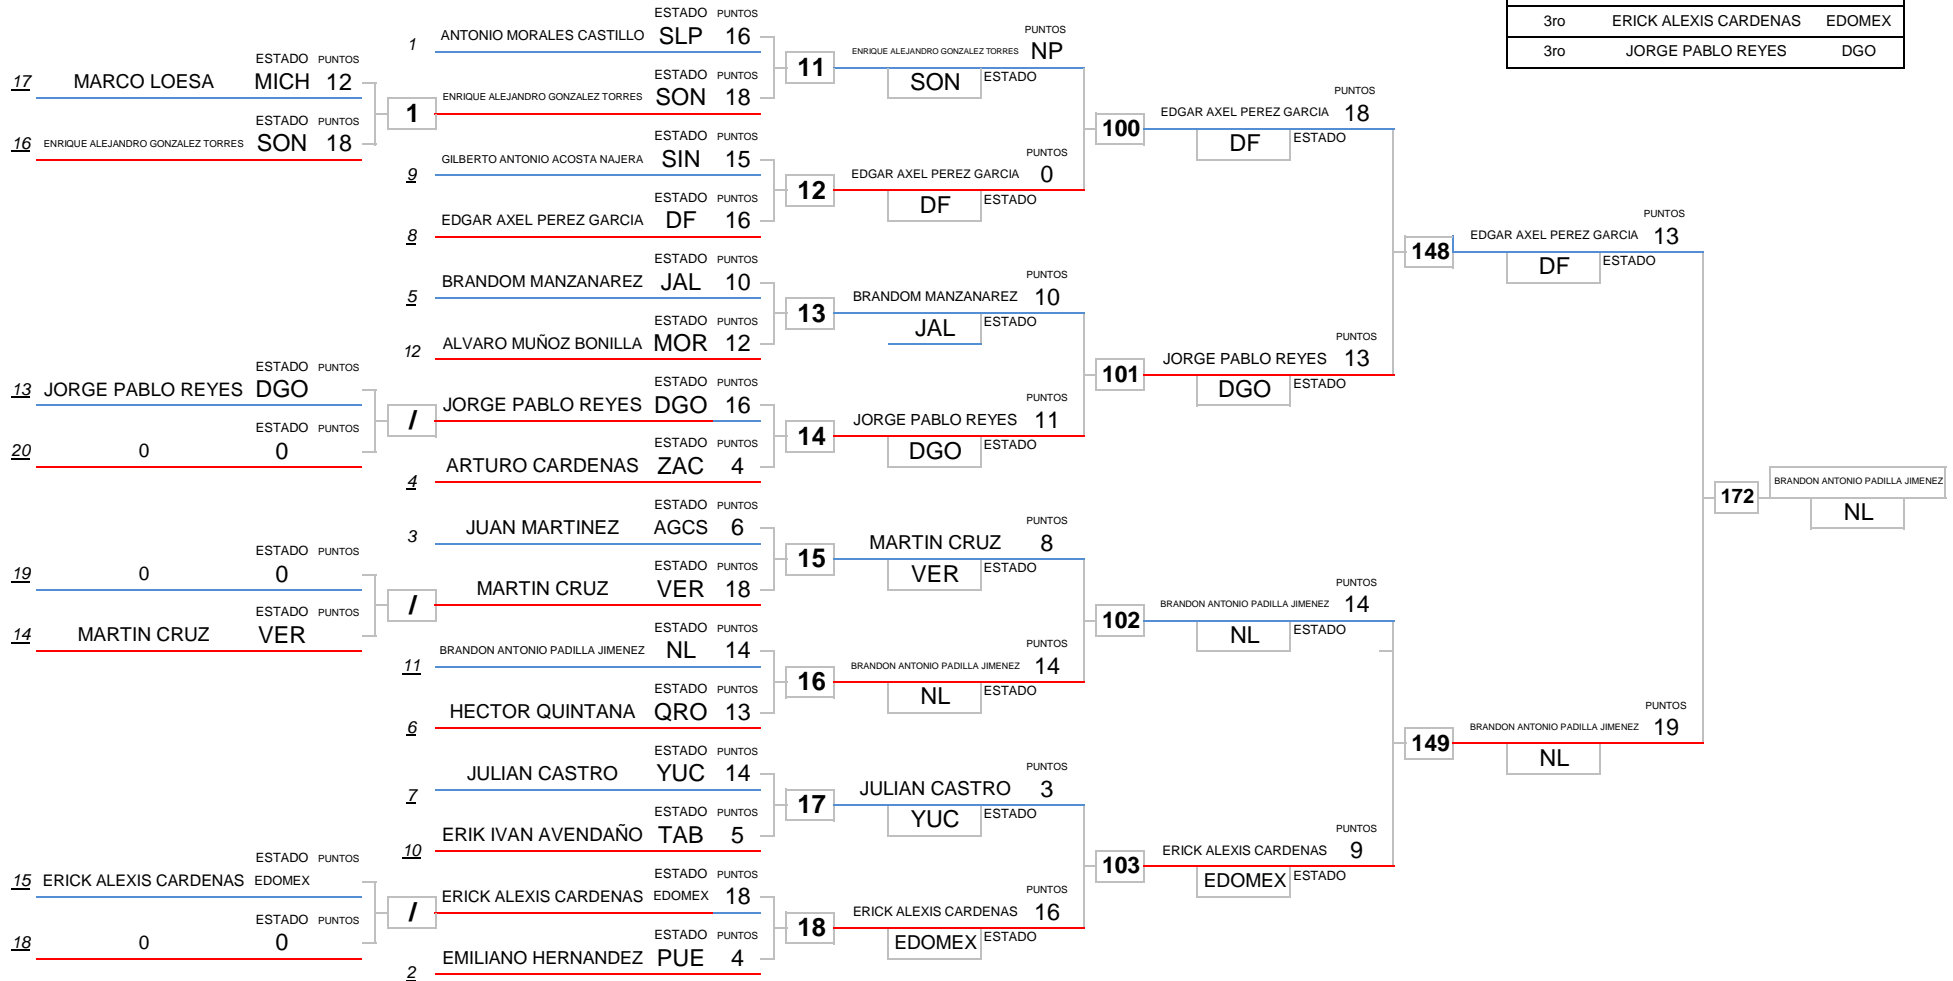 3ro ERICK ALEXIS CARDENAS EDOMEX
3ro JORGE PABLO REYES DGO
ESTADO PUNTOS
17 MARCO LOESA MICH 12
ESTADO PUNTOS
16 ENRIQUE ALEJANDRO GONZALEZ TORRES SON 18
1
ESTADO PUNTOS
13 JORGE PABLO REYES DGO
ESTADO PUNTOS
20 0 0
/
ESTADO PUNTOS
19 0 0
ESTADO PUNTOS
14 MARTIN CRUZ VER
/
ESTADO PUNTOS
15 ERICK ALEXIS CARDENAS EDOMEX
ESTADO PUNTOS
18 0 0
/
ESTADO PUNTOS
1 ANTONIO MORALES CASTILLO SLP 16
ESTADO PUNTOS
ENRIQUE ALEJANDRO GONZALEZ TORRES SON 18
11
ESTADO PUNTOS
9 GILBERTO ANTONIO ACOSTA NAJERA SIN 15
ESTADO PUNTOS
8 EDGAR AXEL PEREZ GARCIA DF 16
12
ESTADO PUNTOS
5 BRANDOM MANZANAREZ JAL 10
ESTADO PUNTOS
12 ALVARO MUÑOZ BONILLA MOR 12
13
ESTADO PUNTOS
JORGE PABLO REYES DGO 16
ESTADO PUNTOS
4 ARTURO CARDENAS ZAC 4
14
ESTADO PUNTOS
3 JUAN MARTINEZ AGCS 6
ESTADO PUNTOS
MARTIN CRUZ VER 18
15
ESTADO PUNTOS
11 BRANDON ANTONIO PADILLA JIMENEZ NL 14
ESTADO PUNTOS
6 HECTOR QUINTANA QRO 13
16
ESTADO PUNTOS
7 JULIAN CASTRO YUC 14
ESTADO PUNTOS
10 ERIK IVAN AVENDAÑO TAB 5
17
ESTADO PUNTOS
ERICK ALEXIS CARDENAS EDOMEX 18
ESTADO PUNTOS
2 EMILIANO HERNANDEZ PUE 4
18
PUNTOS
ENRIQUE ALEJANDRO GONZALEZ TORRES NP
SON ESTADO
PUNTOS
EDGAR AXEL PEREZ GARCIA 0
DF ESTADO
100
PUNTOS
BRANDOM MANZANAREZ 10
JAL ESTADO
PUNTOS
JORGE PABLO REYES 11
DGO ESTADO
101
PUNTOS
MARTIN CRUZ 8
VER ESTADO
PUNTOS
BRANDON ANTONIO PADILLA JIMENEZ 14
NL ESTADO
102
PUNTOS
JULIAN CASTRO 3
YUC ESTADO
PUNTOS
ERICK ALEXIS CARDENAS 16
EDOMEX ESTADO
103
PUNTOS
EDGAR AXEL PEREZ GARCIA 18
DF ESTADO
PUNTOS
JORGE PABLO REYES 13
DGO ESTADO
148
PUNTOS
BRANDON ANTONIO PADILLA JIMENEZ 14
NL ESTADO
PUNTOS
ERICK ALEXIS CARDENAS 9
EDOMEX ESTADO
149
PUNTOS
EDGAR AXEL PEREZ GARCIA 13
DF ESTADO
PUNTOS
BRANDON ANTONIO PADILLA JIMENEZ 19
NL
172
BRANDON ANTONIO PADILLA JIMENEZ
NL